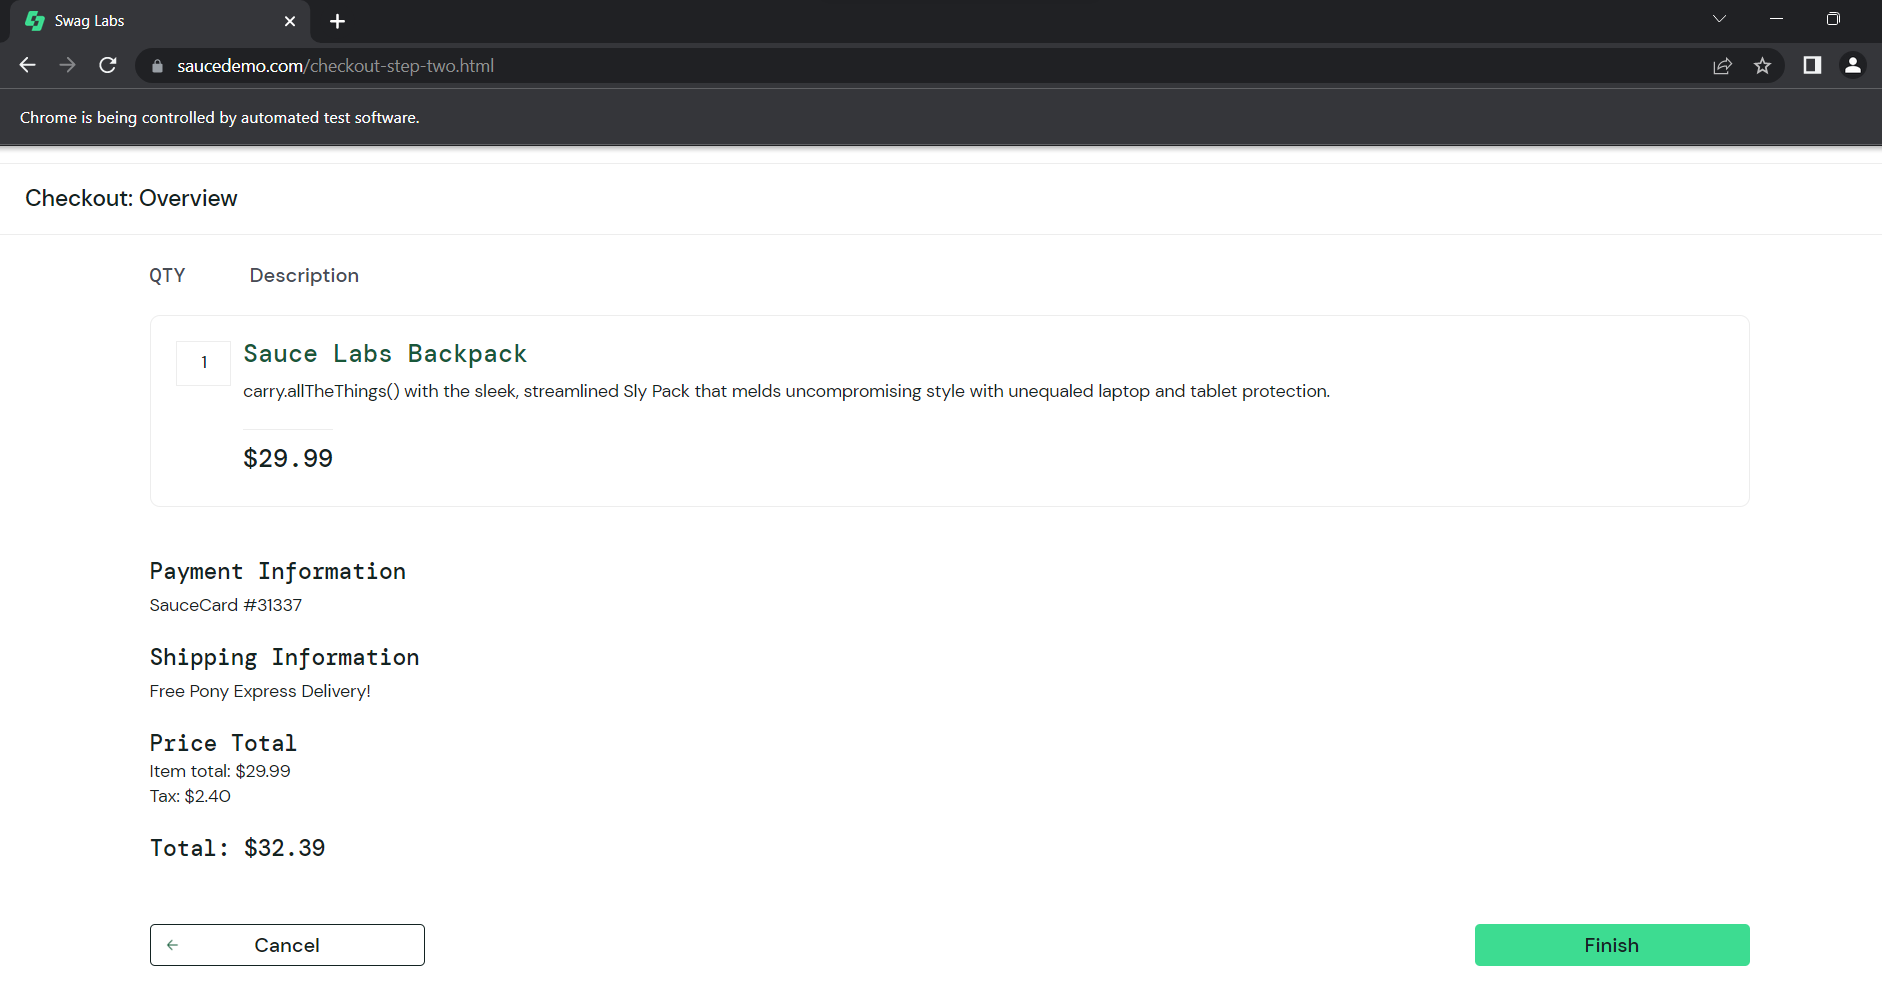 Swag Labs
saucedemo.com/checkout-step-two.html
Chrome is being controlled by automated test software.
Checkout: Overview
QTY Description
1 Sauce Labs Backpack
carry.allTheThings() with the sleek, streamlined Sly Pack that melds uncompromising style with unequaled laptop and tablet protection.
$29.99
Payment Information
SauceCard #31337
Shipping Information
Free Pony Express Delivery!
Price Total
Item total: $29.99
Tax: $2.40
Total: $32.39
Cancel Finish